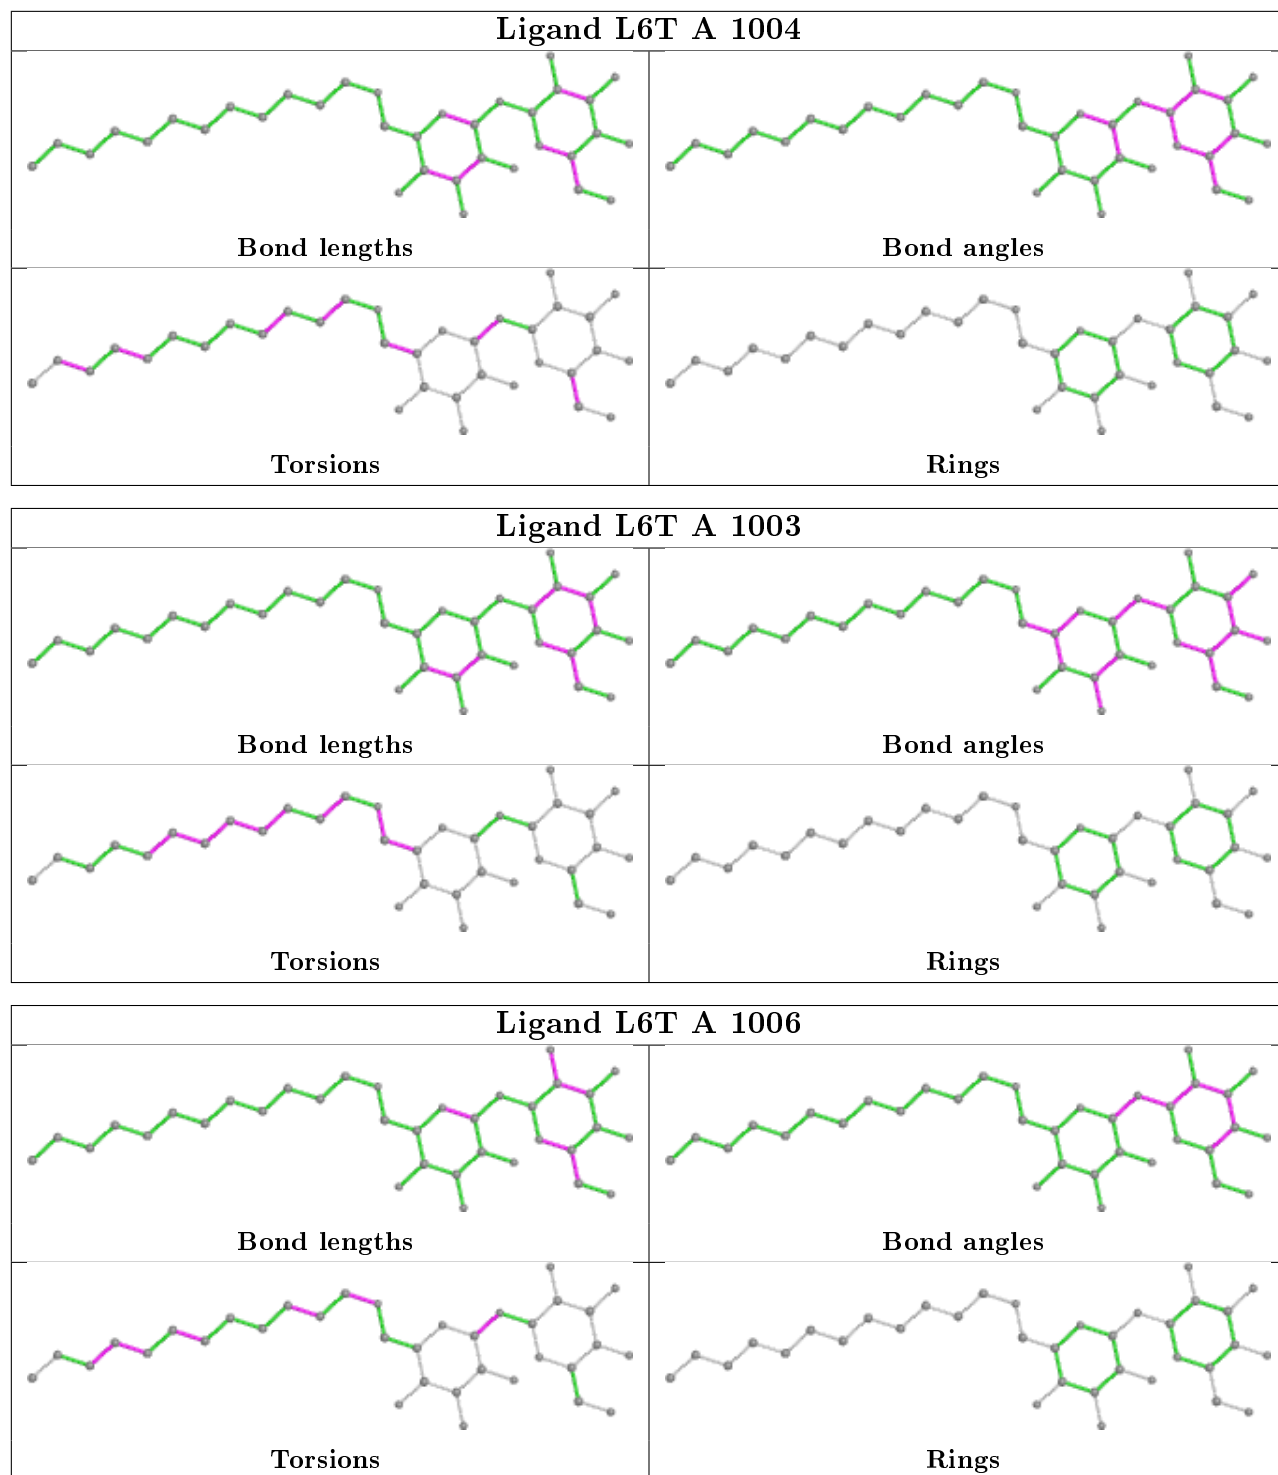 Ligand L6T A 1004
Bond lengths
Bond angles
Torsions
Rings
Ligand L6T A 1003
Bond lengths
Bond angles
Torsions
Rings
Ligand L6T A 1006
Bond lengths
Bond angles
Torsions
Rings